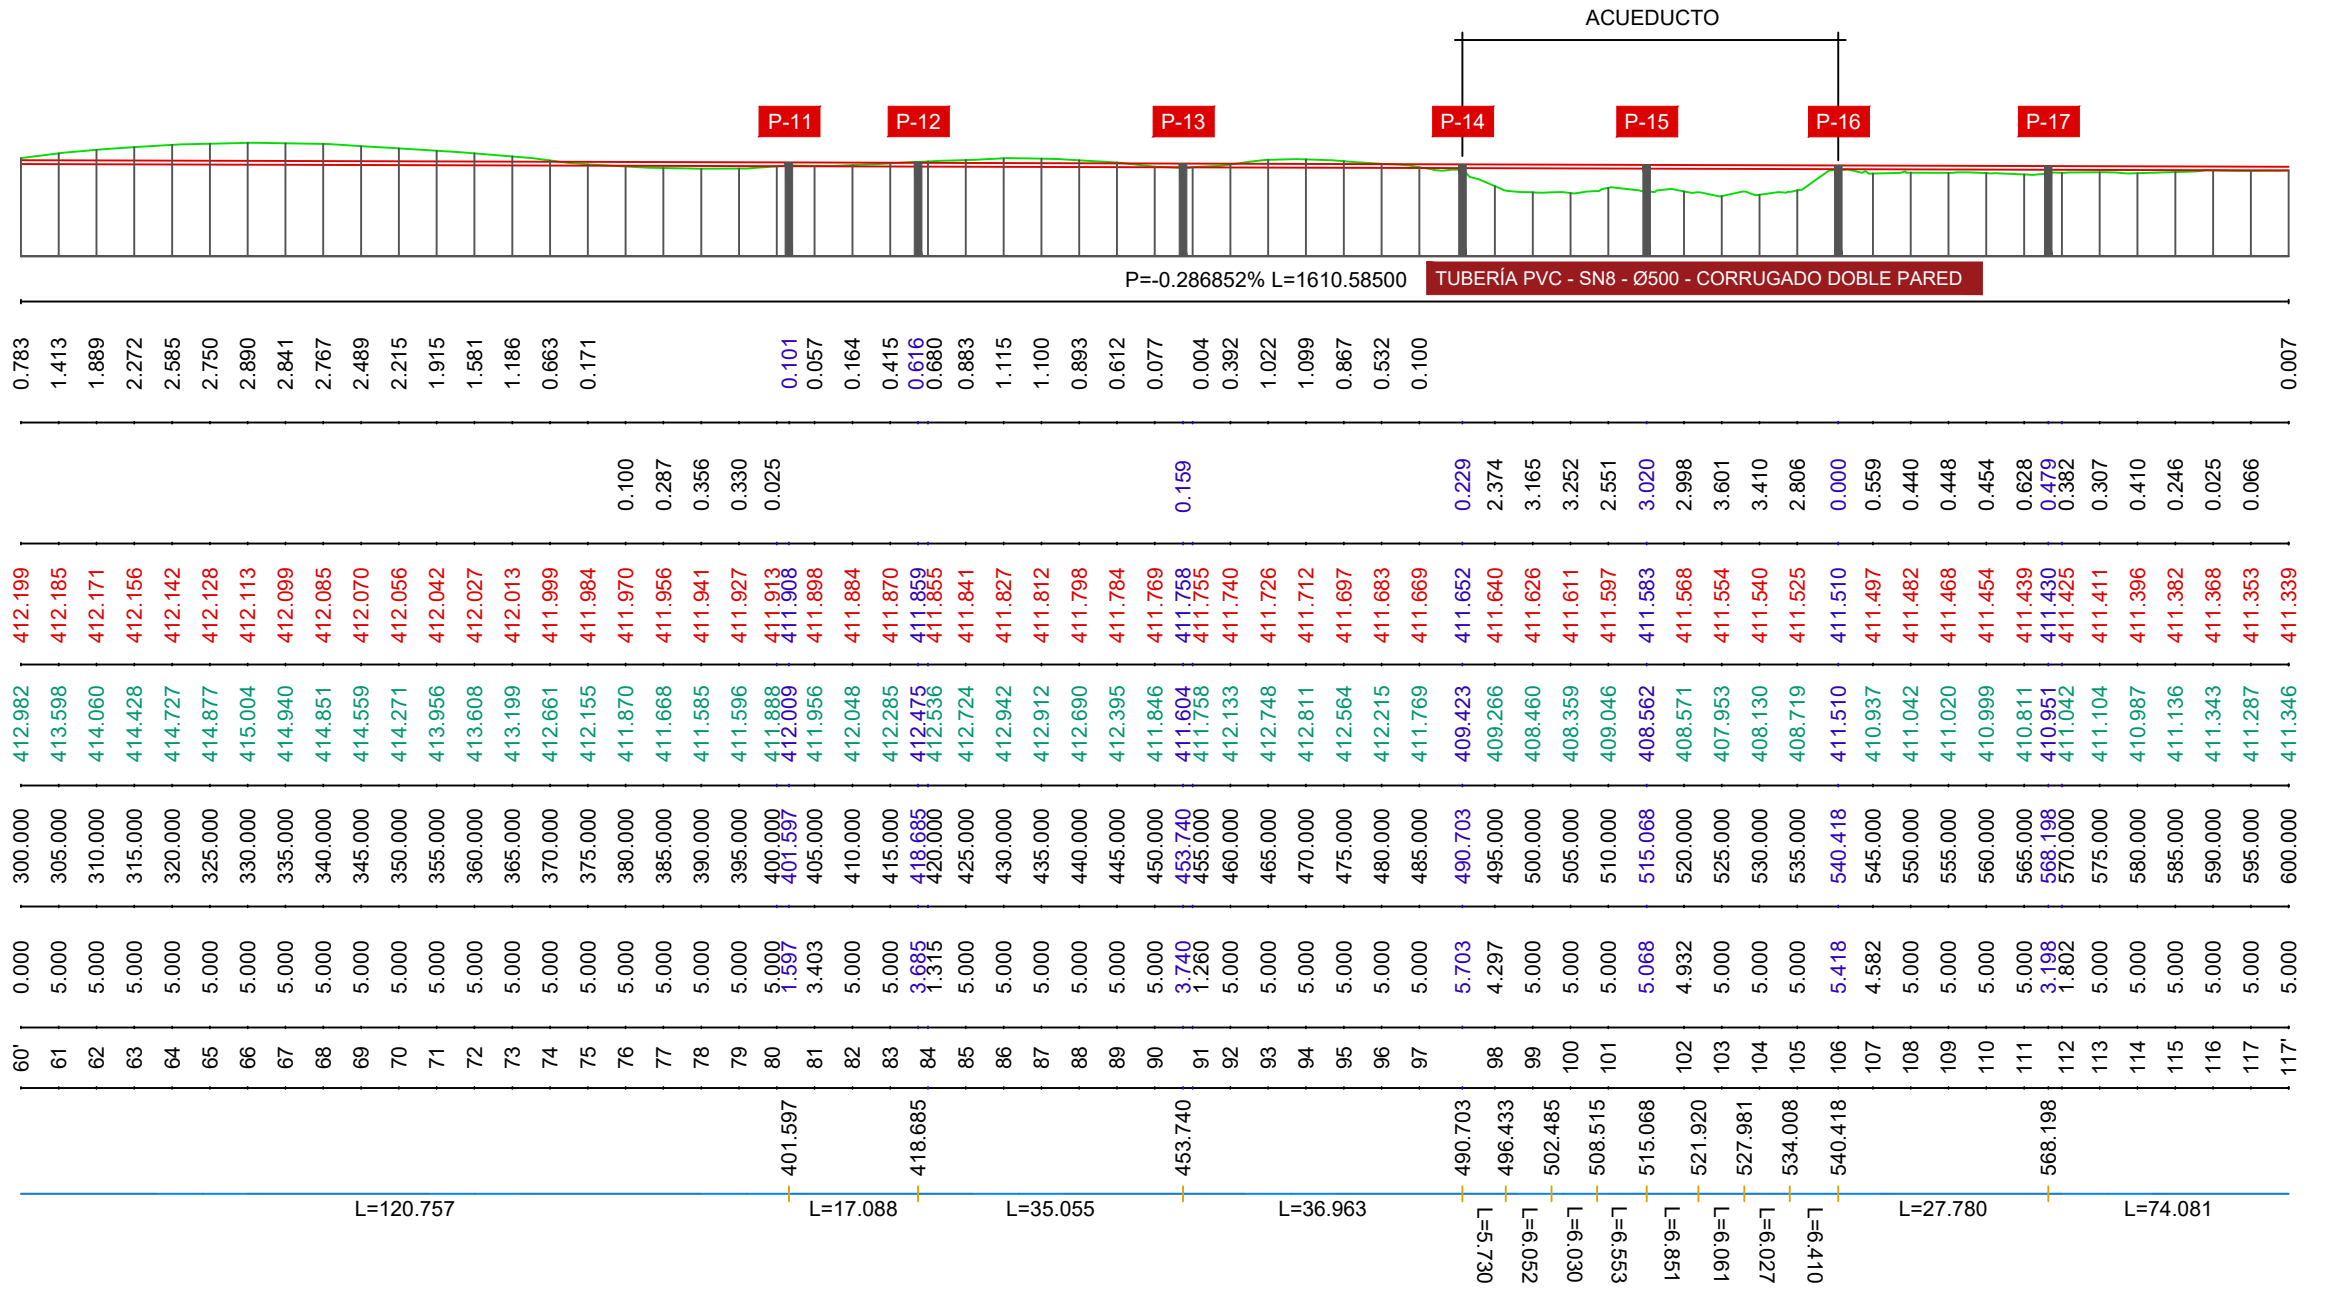 ACUEDUCTO
P-11 P-12 P-13 P-14 P-15 P-16 P-17
P=-0.286852% L=1610.58500 TUBERÍA PVC - SN8 - Ø500 - CORRUGADO DOBLE PARED
0.783 1.413 1.889 2.272 2.585 2.750 2.890 2.841 2.767 2.489 2.215 1.915 1.581 1.186 0.663 0.171 0.101 0.057 0.164 0.415 0.616 0.680 0.883 1.115 1.100 0.893 0.612 0.077 0.004 0.392 1.022 1.099 0.867 0.532 0.100 0.007
0.100 0.287 0.356 0.330 0.025 0.159 0.229 2.374 3.165 3.252 2.551 3.020 2.998 3.601 3.410 2.806 0.000 0.559 0.440 0.448 0.454 0.628 0.479 0.382 0.307 0.410 0.246 0.025 0.066
412.199 412.185 412.171 412.156 412.142 412.128 412.113 412.099 412.085 412.070 412.056 412.042 412.027 412.013 411.999 411.984 411.970 411.956 411.941 411.927 411.913 411.908 411.898 411.884 411.870 411.859 411.855 411.841 411.827 411.812 411.798 411.784 411.769 411.758 411.755 411.740 411.726 411.712 411.697 411.683 411.669 411.652 411.640 411.626 411.611 411.597 411.583 411.568 411.554 411.540 411.525 411.510 411.497 411.482 411.468 411.454 411.439 411.430 411.425 411.411 411.396 411.382 411.368 411.353 411.339
412.982 413.598 414.060 414.428 414.727 414.877 415.004 414.940 414.851 414.559 414.271 413.956 413.608 413.199 412.661 412.155 411.870 411.668 411.585 411.596 411.888 412.009 411.956 412.048 412.285 412.475 412.536 412.724 412.942 412.912 412.690 412.395 411.846 411.604 411.758 412.133 412.748 412.811 412.564 412.215 411.769 409.423 409.266 408.460 408.359 409.046 408.562 408.571 407.953 408.130 408.719 411.510 410.937 411.042 411.020 410.999 410.811 410.951 411.042 411.104 410.987 411.136 411.343 411.287 411.346
300.000 305.000 310.000 315.000 320.000 325.000 330.000 335.000 340.000 345.000 350.000 355.000 360.000 365.000 370.000 375.000 380.000 385.000 390.000 395.000 400.000 401.597 405.000 410.000 415.000 418.685 420.000 425.000 430.000 435.000 440.000 445.000 450.000 453.740 455.000 460.000 465.000 470.000 475.000 480.000 485.000 490.703 495.000 500.000 505.000 510.000 515.068 520.000 525.000 530.000 535.000 540.418 545.000 550.000 555.000 560.000 565.000 568.198 570.000 575.000 580.000 585.000 590.000 595.000 600.000
0.000 5.000 5.000 5.000 5.000 5.000 5.000 5.000 5.000 5.000 5.000 5.000 5.000 5.000 5.000 5.000 5.000 5.000 5.000 5.000 5.000 1.597 3.403 5.000 5.000 3.685 1.315 5.000 5.000 5.000 5.000 5.000 5.000 3.740 1.260 5.000 5.000 5.000 5.000 5.000 5.000 5.703 4.297 5.000 5.000 5.000 5.068 4.932 5.000 5.000 5.000 5.418 4.582 5.000 5.000 5.000 5.000 3.198 1.802 5.000 5.000 5.000 5.000 5.000 5.000
60' 61 62 63 64 65 66 67 68 69 70 71 72 73 74 75 76 77 78 79 80 81 82 83 84 85 86 87 88 89 90 91 92 93 94 95 96 97 98 99 100 101 102 103 104 105 106 107 108 109 110 111 112 113 114 115 116 117 117'
401.597 418.685 453.740 490.703 496.433 502.485 508.515 515.068 521.920 527.981 534.008 540.418 568.198
L=120.757 L=17.088 L=35.055 L=36.963 L=5.730 L=6.052 L=6.030 L=6.553 L=6.851 L=6.061 L=6.027 L=6.410 L=27.780 L=74.081